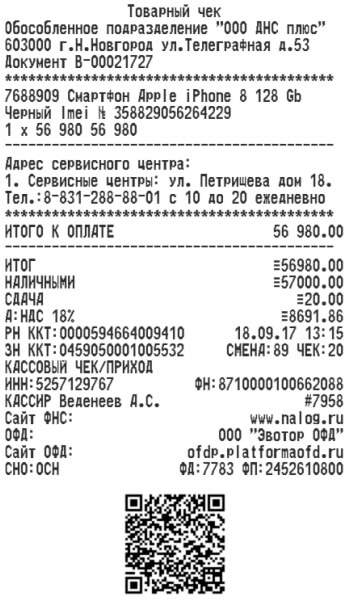 Товарный чек
Обособленное подразделение "ООО ДНС плюс"
603000 г.Н.Новгород ул.Телеграфная д.53
Документ В-00021727
****************************************
7688909 Смартфон Apple iPhone 8 128 Gb
Черный Imei № 358829056264229
1 x 56 980 56 980
----------------------------------------
Адрес сервисного центра:
1. Сервисные центры: ул. Петрищева дом 18.
Тел.:8-831-288-88-01 с 10 до 20 ежедневно
****************************************
ИТОГО К ОПЛАТЕ 56 980.00
----------------------------------------
ИТОГ =56980.00
НАЛИЧНЫМИ =57000.00
СДАЧА =20.00
А:НДС 18% =8691.86
РН ККТ:0000594664009410 18.09.17 13:15
ЗН ККТ:0459050001005532 СМЕНА:89 ЧЕК:20
КАССОВЫЙ ЧЕК/ПРИХОД
ИНН:5257129767 ФН:8710000100662088
КАССИР Веденеев А.С. #7958
Сайт ФНС: www.nalog.ru
ОФД: ООО "Эвотор ОФД"
Сайт ОФД: ofdp.platformaofd.ru
СНО:ОСН ФД:7783 ФП:2452610800